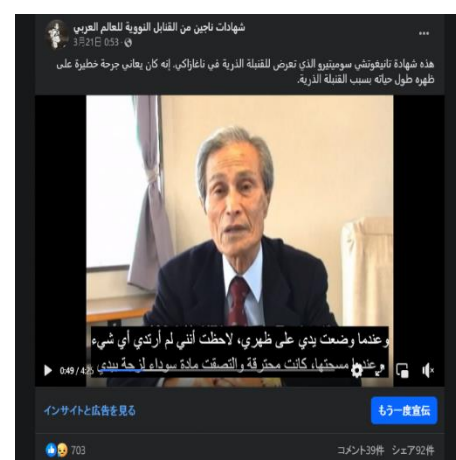 شهادات ناجين من القنابل النووية للعالم العربي
3月21日 0:53
هذه شهادة تانيغوتشي سوميتيرو الذي تعرض للقنبلة الذرية في ناغازاكي. إنه كان يعاني جرحة خطيرة على
ظهره طول حياته بسبب القنبلة الذرية.
وعندما وضعت يدي على ظهري، لاحظت أنني لم أرتدي أي شيء
وعندما مسحتها، كانت محترقة والتصقت مادة سوداء لزجة بيدي
0:49 / 4:25
インサイトと広告を見る
もう一度宣伝
703
コメント39件 シェア92件